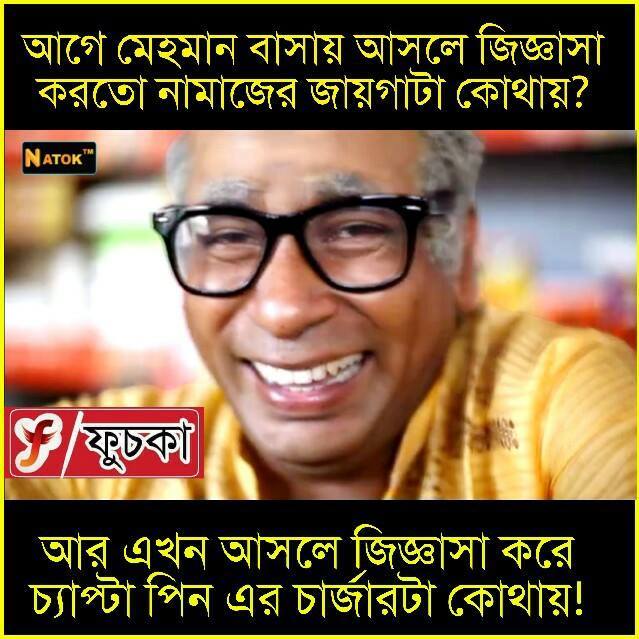 আগে মেহমান বাসায় আসলে জিজ্ঞাসা
করতো নামাজের জায়গাটা কোথায়?
NATOK™
f/ফুচকা
আর এখন আসলে জিজ্ঞাসা করে
চ্যাপ্টা পিন এর চার্জারটা কোথায়!